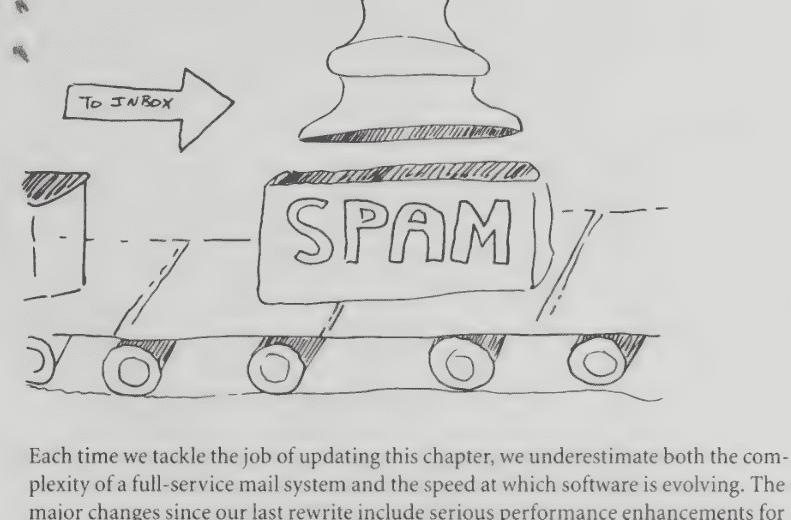 TO INBOX
SPAM
Each time we tackle the job of updating this chapter, we underestimate both the com-
plexity of a full-service mail system and the speed at which software is evolving. The
major changes since our last rewrite include serious performance enhancements for